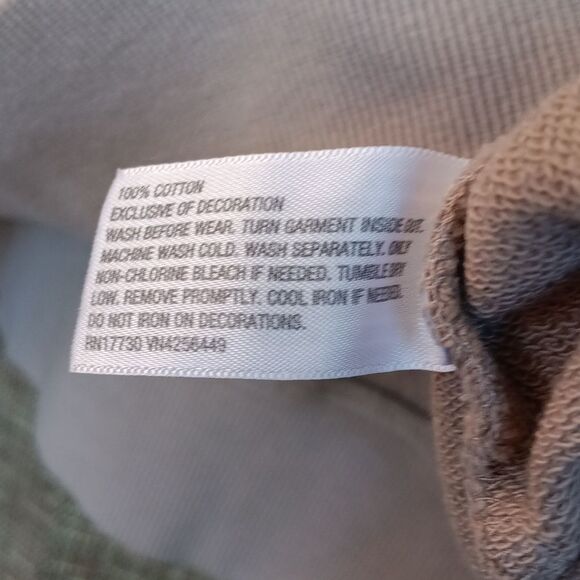 100% COTTON
EXCLUSIVE OF DECORATION
WASH BEFORE WEAR. TURN GARMENT INSIDE OUT.
MACHINE WASH COLD. WASH SEPARATELY. ONLY
NON-CHLORINE BLEACH IF NEEDED. TUMBLE DRY
LOW. REMOVE PROMPTLY. COOL IRON IF NEEDED.
DO NOT IRON ON DECORATIONS.
RN17730 VN4256449